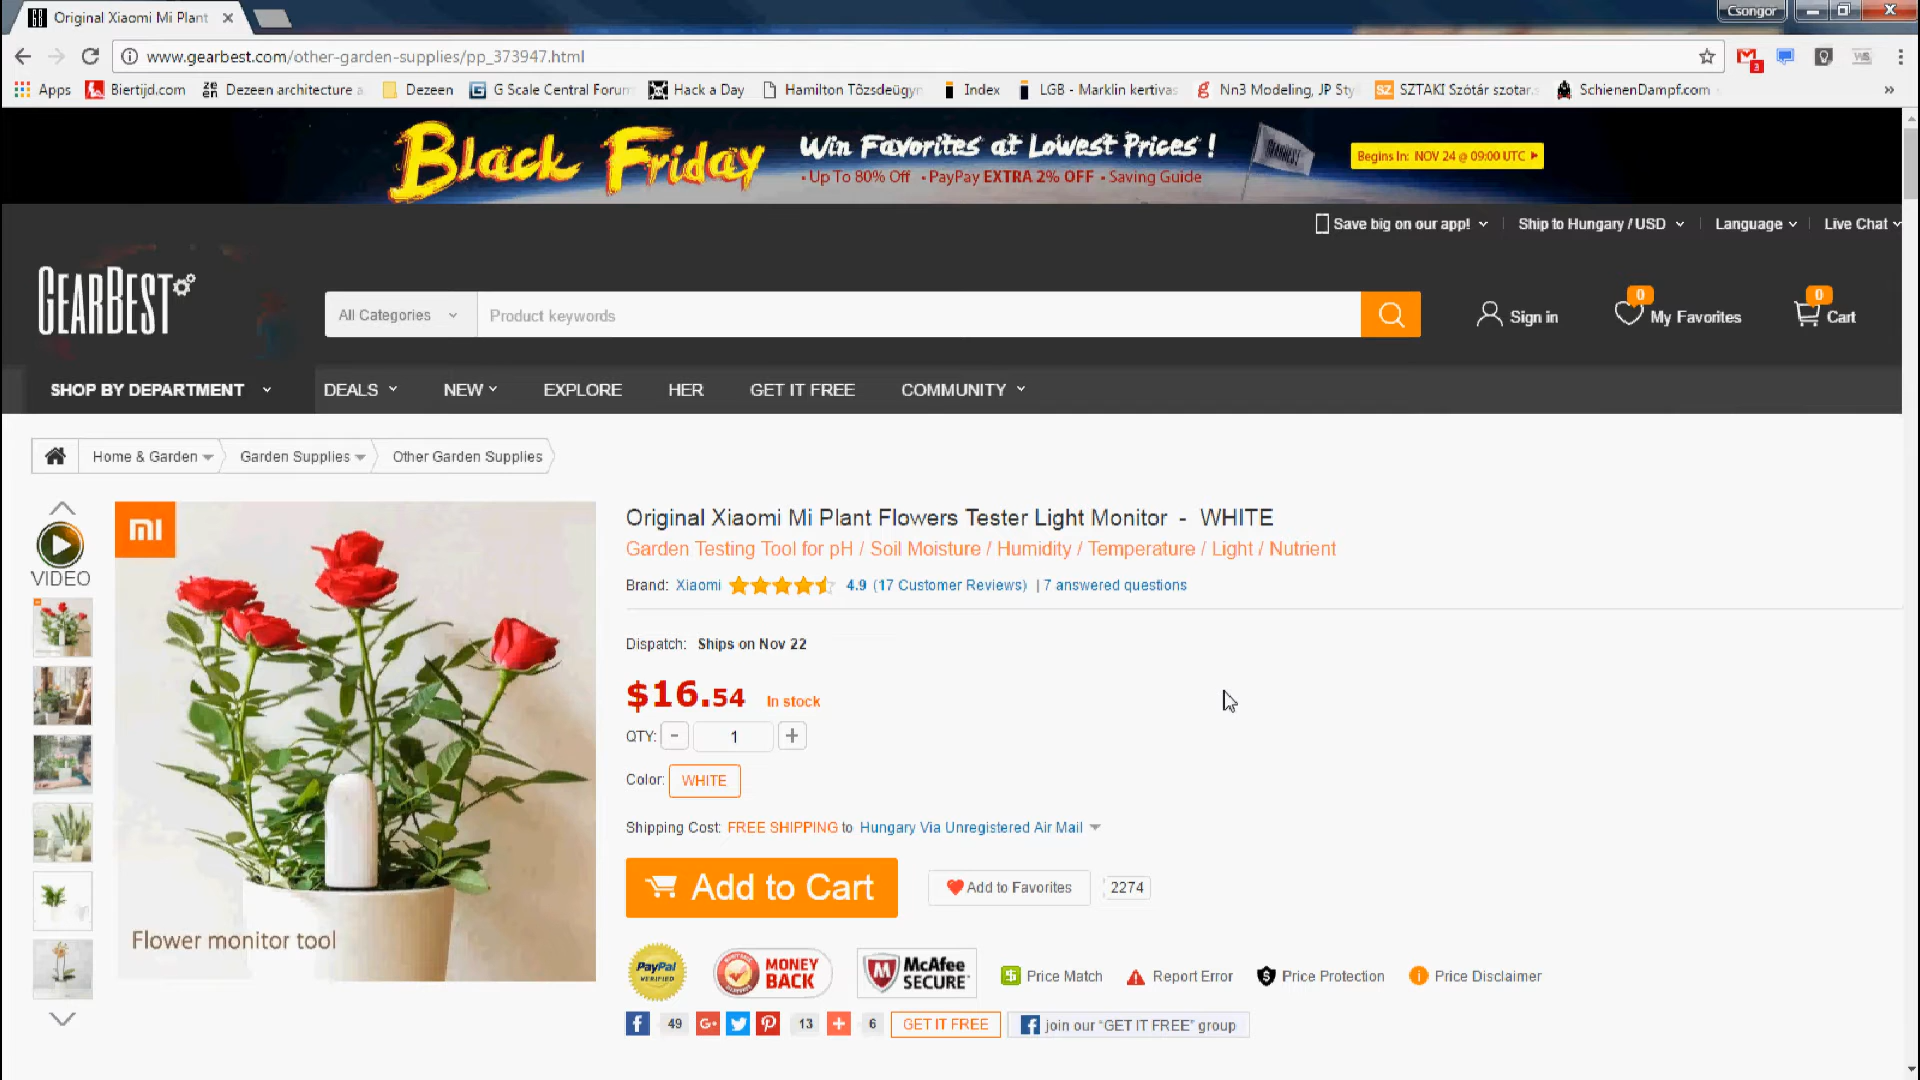 Original Xiaomi Mi Plant
Csongor
www.gearbest.com/other-garden-supplies/pp_373947.html
3
Apps Biertijd.com Dezeen architecture a Dezeen G Scale Central Forum Hack a Day Hamilton Tőzsdeügyn Index LGB - Marklin kertivas Nn3 Modeling, JP Sty SZTAKI Szótár szotar. SchienenDampf.com
Black Friday
Win Favorites at Lowest Prices !
• Up To 80% Off • PayPay EXTRA 2% OFF • Saving Guide
GEARBEST
Begins In: NOV 24 @ 09:00 UTC
Save big on our app! Ship to Hungary / USD Language Live Chat
GEARBEST
All Categories
Product keywords
Sign in
0
My Favorites
0
Cart
SHOP BY DEPARTMENT DEALS NEW EXPLORE HER GET IT FREE COMMUNITY
Home & Garden Garden Supplies Other Garden Supplies
VIDEO
MI
Flower monitor tool
Original Xiaomi Mi Plant Flowers Tester Light Monitor - WHITE
Garden Testing Tool for pH / Soil Moisture / Humidity / Temperature / Light / Nutrient
Brand: Xiaomi 4.9 (17 Customer Reviews) | 7 answered questions
Dispatch: Ships on Nov 22
$16.54 In stock
QTY: - 1 +
Color: WHITE
Shipping Cost: FREE SHIPPING to Hungary Via Unregistered Air Mail
Add to Cart Add to Favorites 2274
PayPal VERIFIED MONEY BACK McAfee SECURE Price Match Report Error Price Protection Price Disclaimer
49 G+ 13 6 GET IT FREE join our "GET IT FREE" group